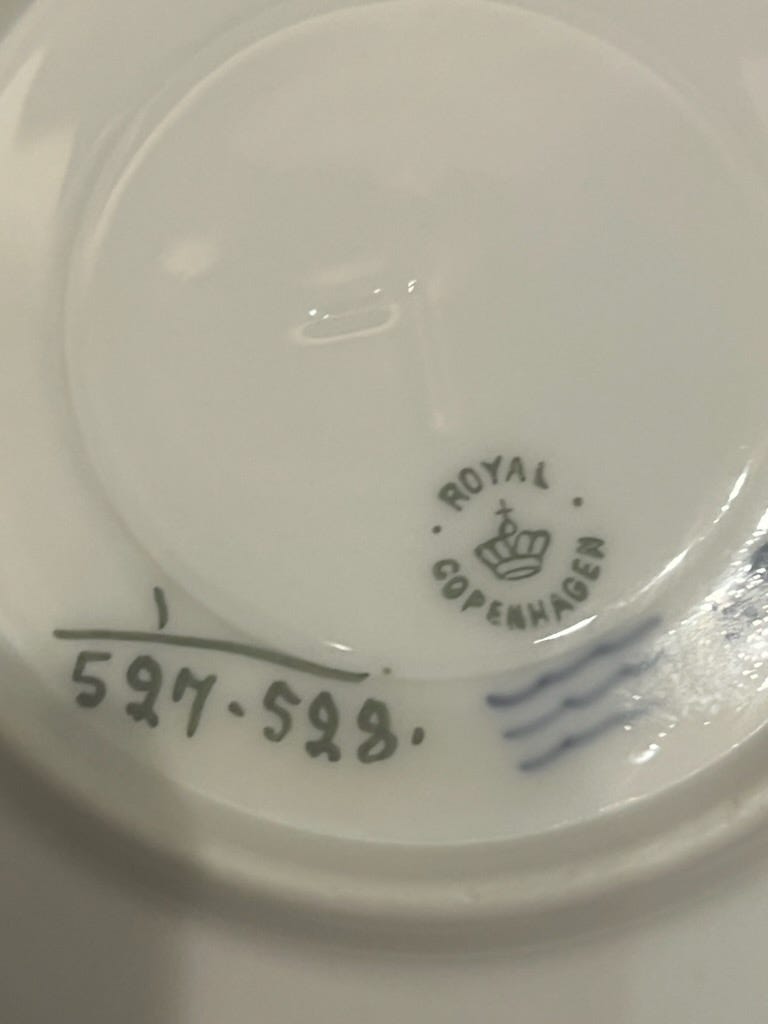 ROYAL
COPENHAGEN
1
527.528.